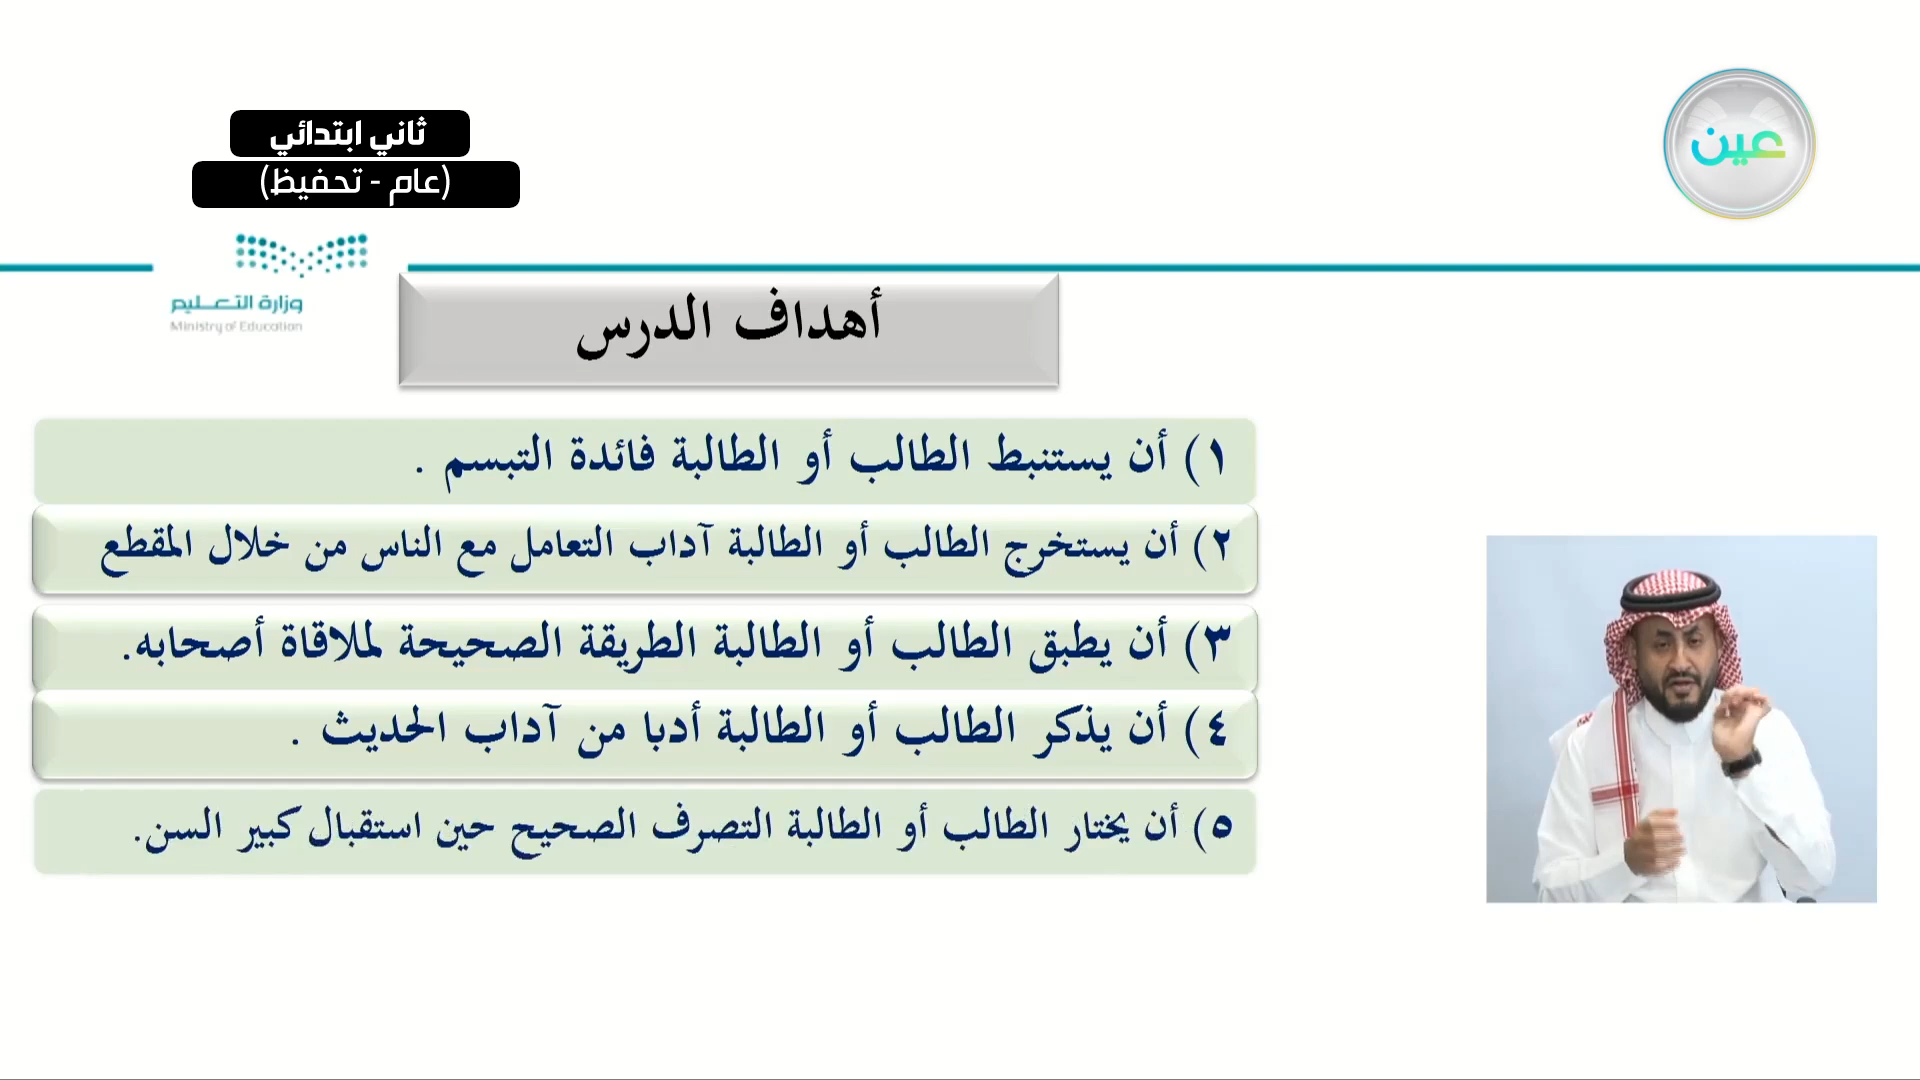 عين
ثاني ابتدائي
(عام - تحفيظ)
وزارة التعليم
Ministry of Education
أهداف الدرس
١) أن يستنبط الطالب أو الطالبة فائدة التبسم .
٢) أن يستخرج الطالب أو الطالبة آداب التعامل مع الناس من خلال المقطع
٣) أن يطبق الطالب أو الطالبة الطريقة الصحيحة لملاقاة أصحابه.
٤) أن يذكر الطالب أو الطالبة أدبا من آداب الحديث .
٥) أن يختار الطالب أو الطالبة التصرف الصحيح حين استقبال كبير السن.